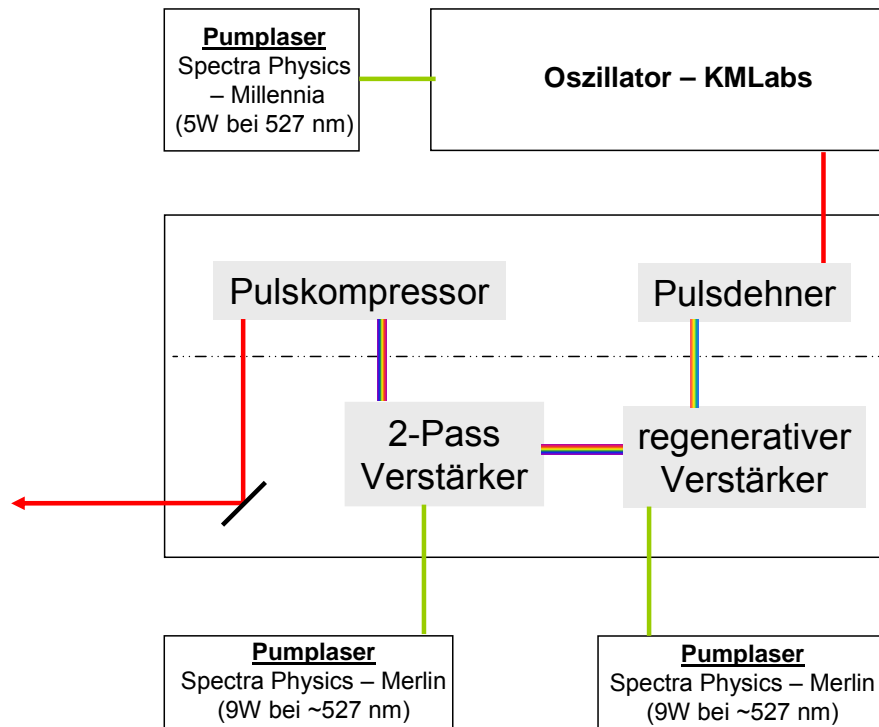 Pumplaser
Spectra Physics
– Millennia
(5W bei 527 nm)
Oszillator – KMLabs
Pulskompressor
Pulsdehner
2-Pass
Verstärker
regenerativer
Verstärker
Pumplaser
Spectra Physics – Merlin
(9W bei ~527 nm)
Pumplaser
Spectra Physics – Merlin
(9W bei ~527 nm)